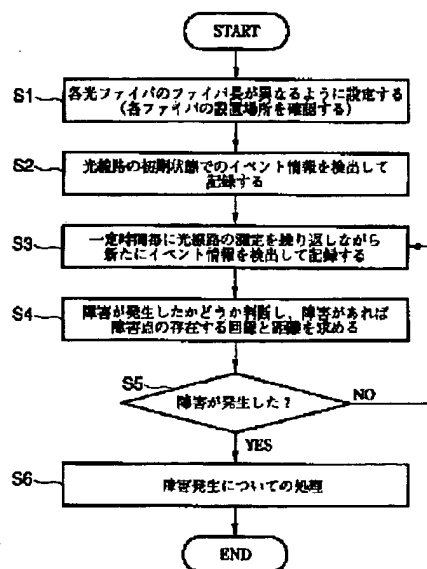 START
S1
各光ファイバのファイバ長が異なるように設定する
(各ファイバの設置場所を確認する)
S2
光線路の初期状態でのイベント情報を検出して
記録する
S3
一定時間毎に光線路の測定を繰り返しながら
新たにイベント情報を検出して記録する
S4
障害が発生したかどうか判断し、障害があれば
障害点の存在する回線と距離を求める
S5
障害が発生した?
NO
YES
S6
障害発生についての処理
END